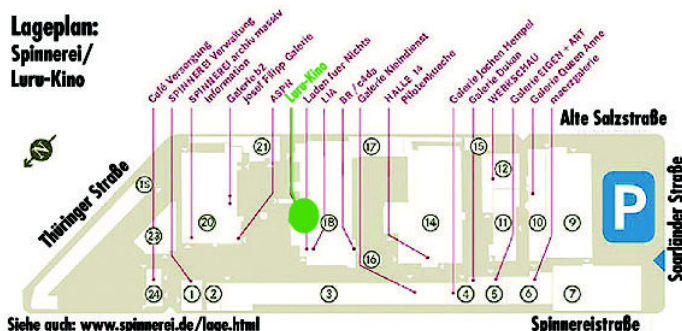 Lageplan:
Spinnerei/
Luru-Kino
Café Versorgung
SPINNEREI Verwaltung
SPINNEREI archiv massiv
Information
Galerie b2
Josef Filipp Galerie
ASPN
Luru-Kino
Laden fuer Nichts
LIA
BR / c4da
Galerie Kleindienst
HALLE 14
Pilotenkueche
Galerie Jochen Hempel
Galerie Dukan
WERKSCHAU
Galerie EIGEN + ART
Galerie Queen Anne
maerzgalerie
Alte Salzstraße
N
Thüringer Straße
Saarländer Straße
P
21
17
15
12
15
20
23
18
14
16
11
10
9
24
1
2
3
4
5
6
7
Siehe auch: www.spinnerei.de/lage.html
Spinnereistraße